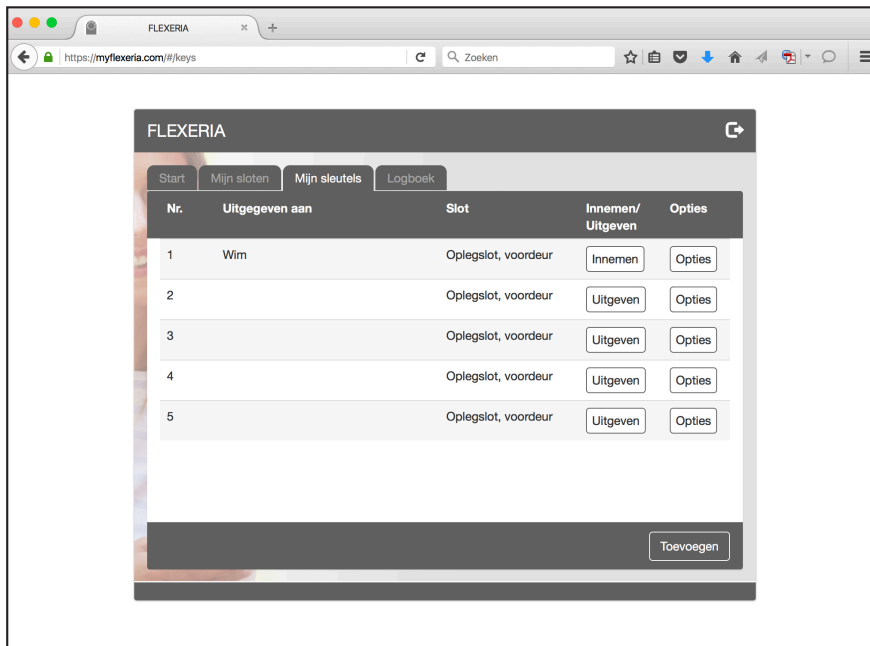 FLEXERIA
https://myflexeria.com/#/keys
Zoeken
FLEXERIA
Start Mijn sloten Mijn sleutels Logboek
Nr. Uitgegeven aan Slot Innemen/ Opties
Uitgeven
1 Wim Oplegslot, voordeur Innemen Opties
2 Oplegslot, voordeur Uitgeven Opties
3 Oplegslot, voordeur Uitgeven Opties
4 Oplegslot, voordeur Uitgeven Opties
5 Oplegslot, voordeur Uitgeven Opties
Toevoegen